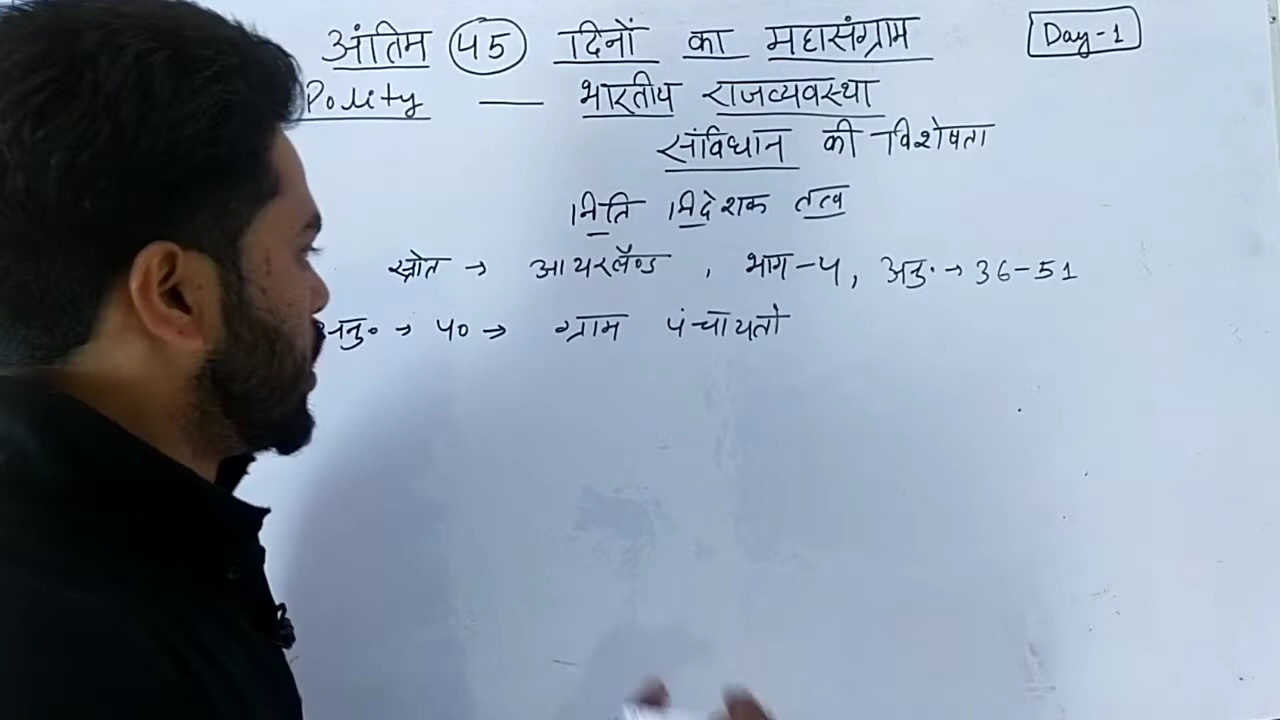 अंतिम 45 दिनों का महासंग्राम Day-1
Polity — भारतीय राजव्यवस्था
संविधान की विशेषता
निति निदेशक तत्व
स्रोत → आयरलैण्ड , भाग-4, अनु. → 36-51
अनु० → 40 → ग्राम पंचायतो